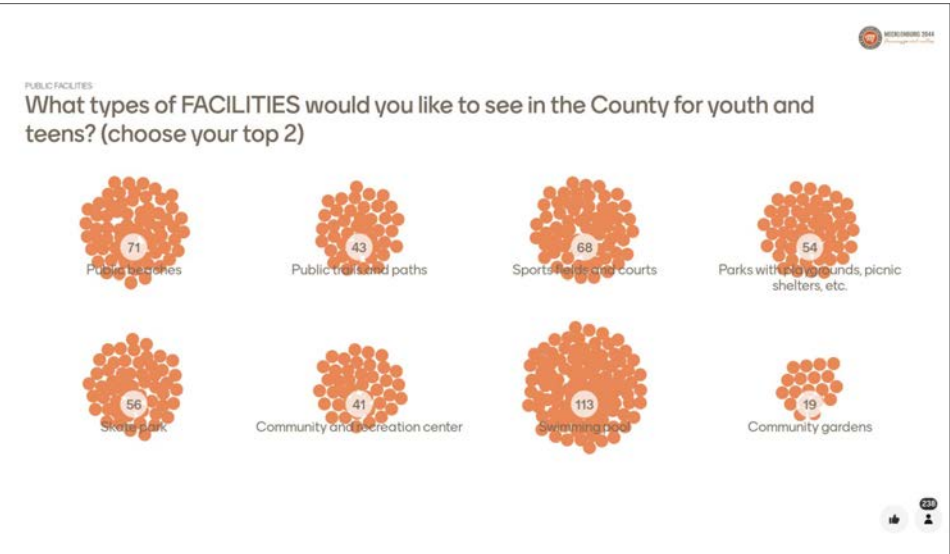 MECKLENBURG 2044
PUBLIC FACILITIES
What types of FACILITIES would you like to see in the County for youth and
teens? (choose your top 2)
71
Public beaches
43
Public trails and paths
68
Sports fields and courts
54
Parks with playgrounds, picnic
shelters, etc.
56
Skate park
41
Community and recreation center
113
Swimming pool
19
Community gardens
238